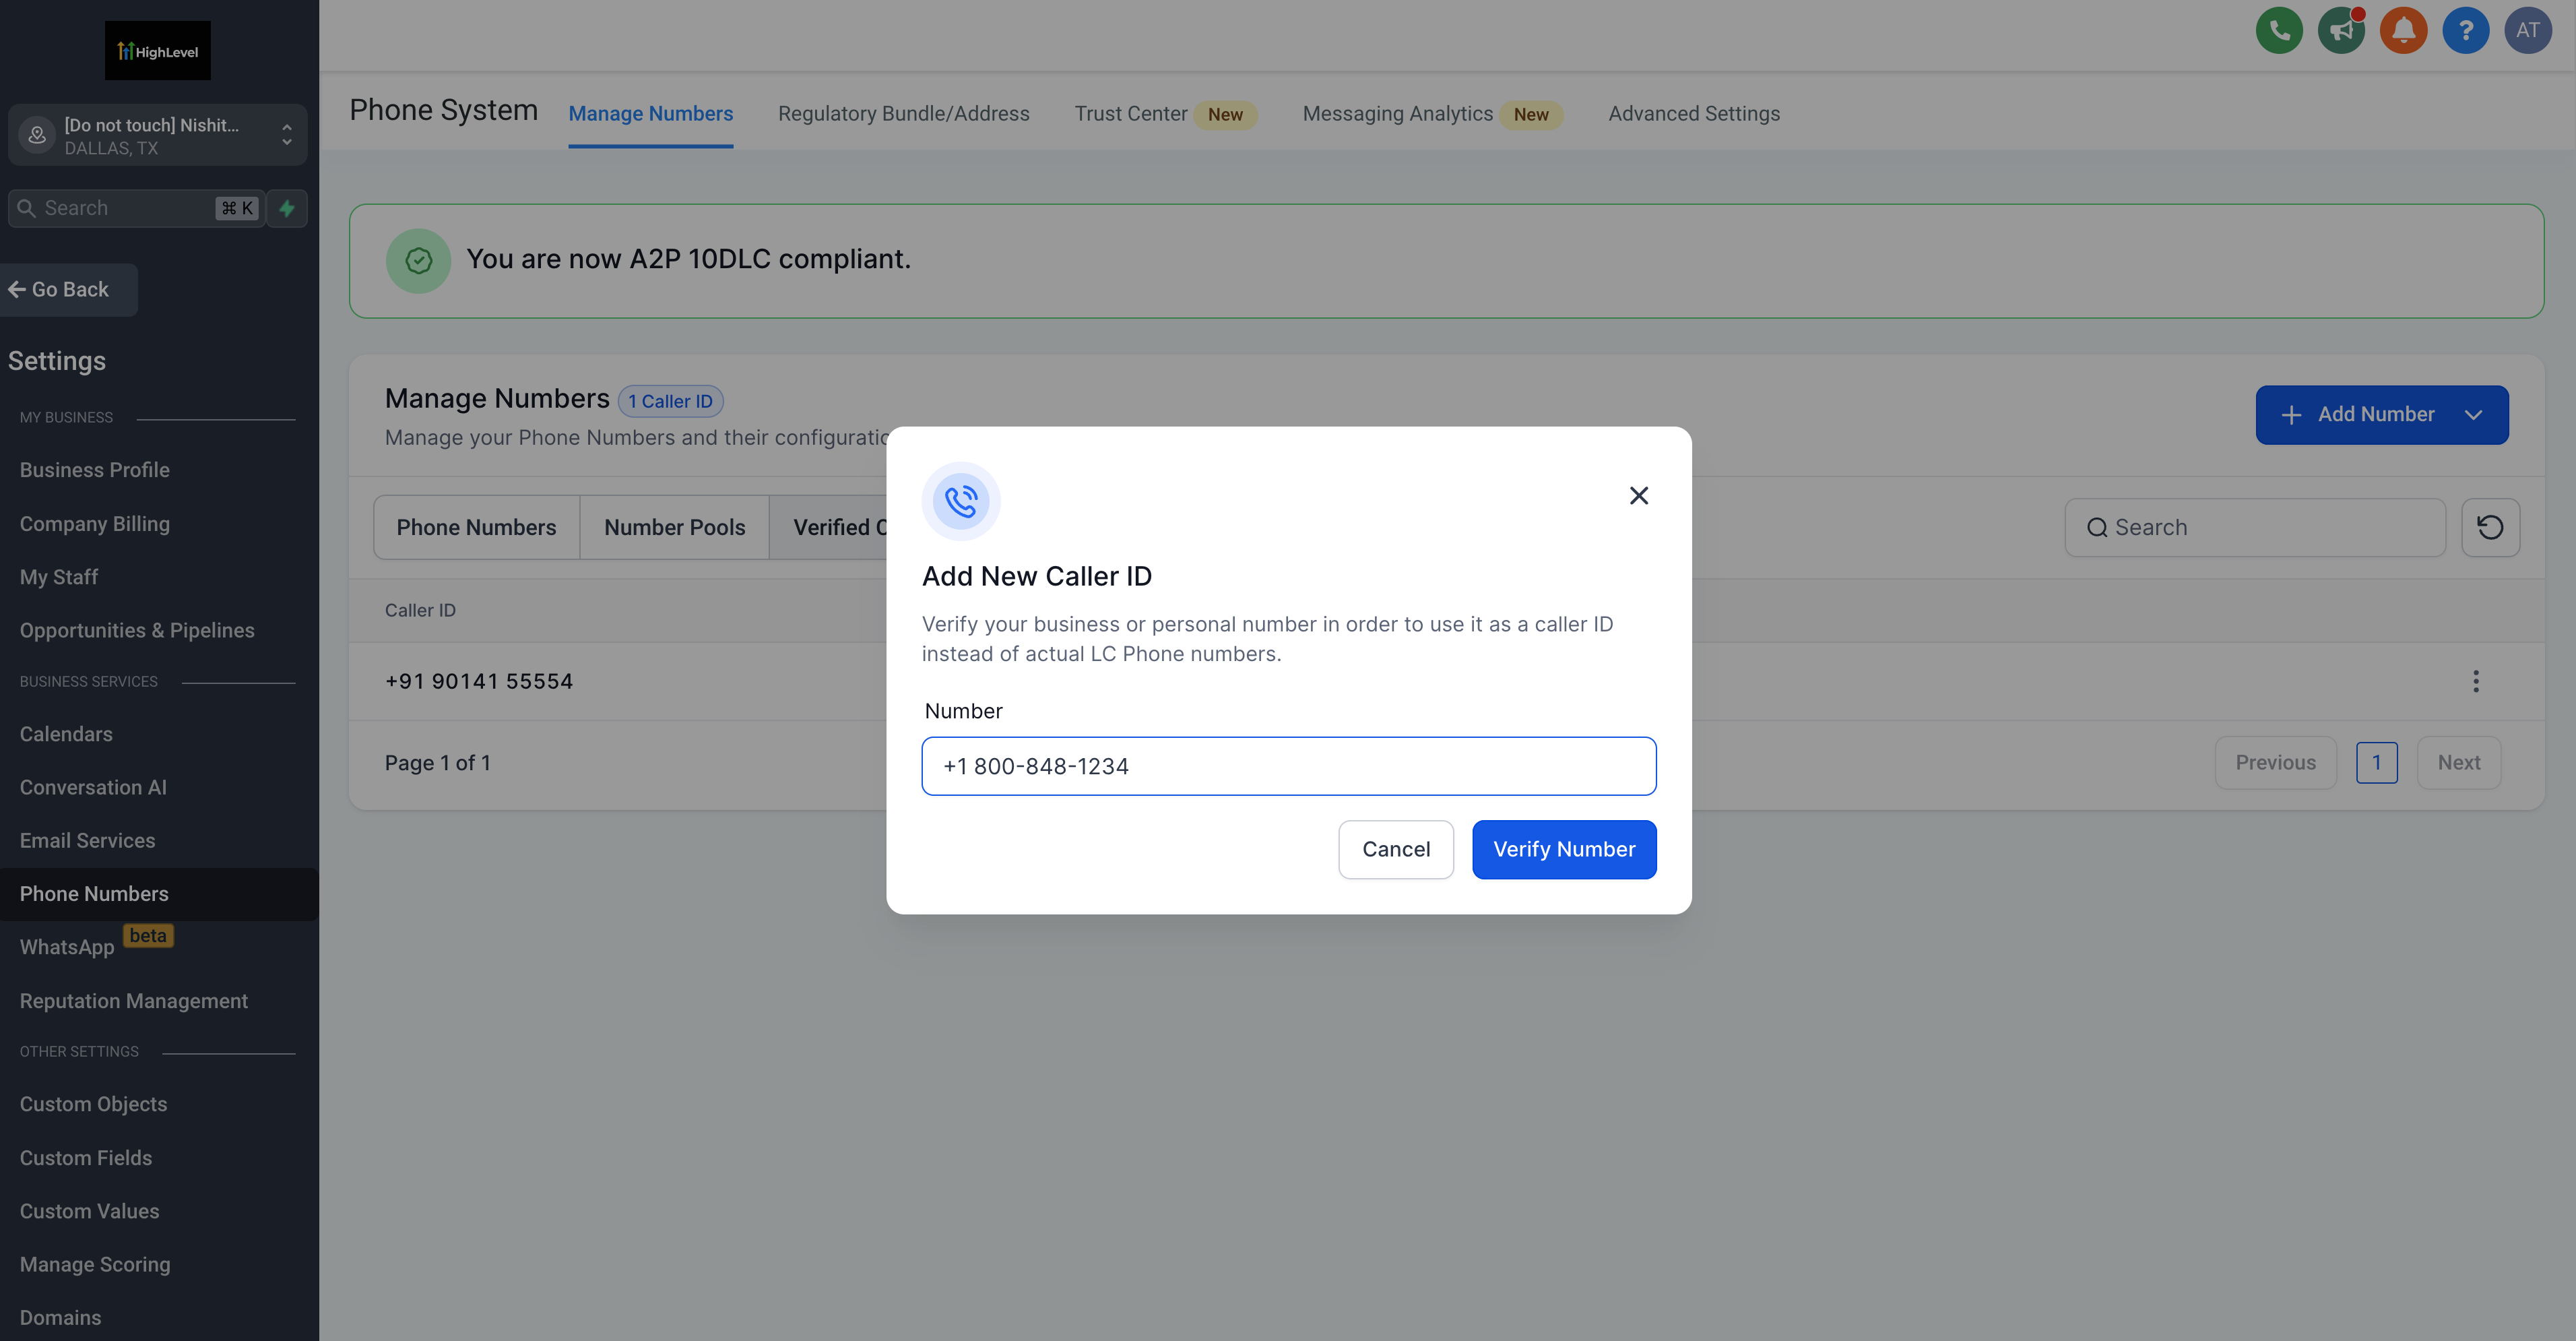 HighLevel
[Do not touch] Nishit...
DALLAS, TX
Search ⌘ K
Go Back
Settings
MY BUSINESS
Business Profile
Company Billing
My Staff
Opportunities & Pipelines
BUSINESS SERVICES
Calendars
Conversation AI
Email Services
Phone Numbers
WhatsApp beta
Reputation Management
OTHER SETTINGS
Custom Objects
Custom Fields
Custom Values
Manage Scoring
Domains
? AT
Phone System Manage Numbers Regulatory Bundle/Address Trust Center New Messaging Analytics New Advanced Settings
You are now A2P 10DLC compliant.
Manage Numbers 1 Caller ID
Manage your Phone Numbers and their
Add Number
Phone Numbers Number Pools Verified
Search
Caller ID
+91 90141 55554
Page 1 of 1
Previous 1 Next
Add New Caller ID
Verify your business or personal number in order to use it as a caller ID
instead of actual LC Phone numbers.
Number
+1 800-848-1234
Cancel Verify Number